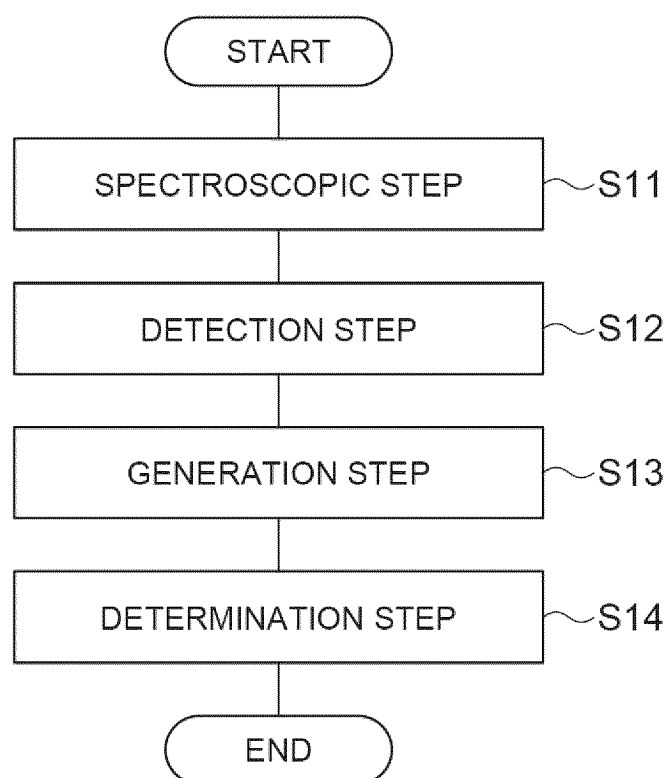 START
SPECTROSCOPIC STEP S11
DETECTION STEP S12
GENERATION STEP S13
DETERMINATION STEP S14
END